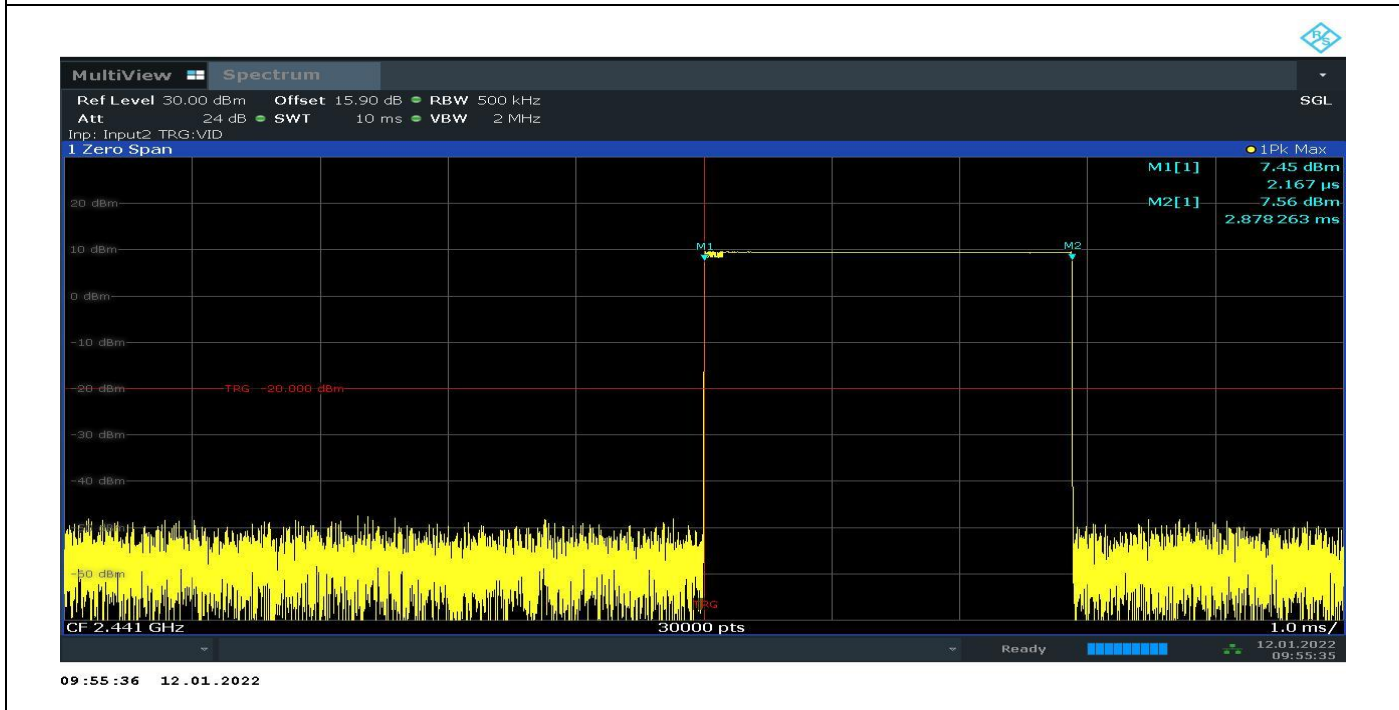 R&S
MultiView Spectrum
Ref Level 30.00 dBm Offset 15.90 dB RBW 500 kHz SGL
Att 24 dB SWT 10 ms VBW 2 MHz
Inp: Input2 TRG:VID
1 Zero Span 1Pk Max
M1[1] 7.45 dBm
2.167 µs
20 dBm M2[1] 7.56 dBm
2.878 263 ms
10 dBm M1 M2
0 dBm
-10 dBm
-20 dBm TRG -20.000 dBm
-30 dBm
-40 dBm
-60 dBm
TRG
CF 2.441 GHz 30000 pts 1.0 ms/
Ready 12.01.2022
09:55:35
09:55:36 12.01.2022